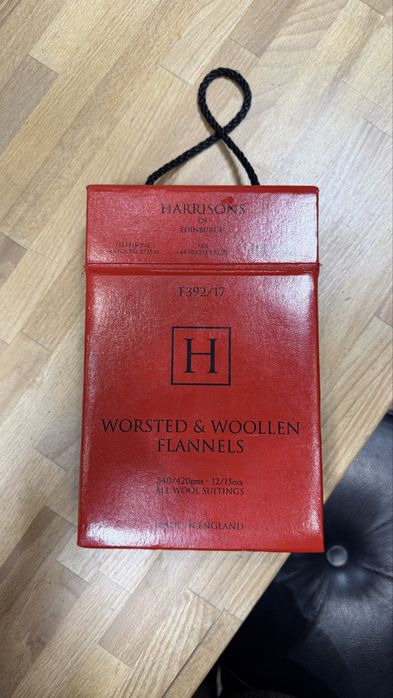 HARRISONS
OF
EDINBURGH
TELEPHONE
FAX
F392/17
H
WORSTED & WOOLLEN
FLANNELS
340/420gms - 12/15ozs
ALL WOOL SUITINGS
MADE IN ENGLAND